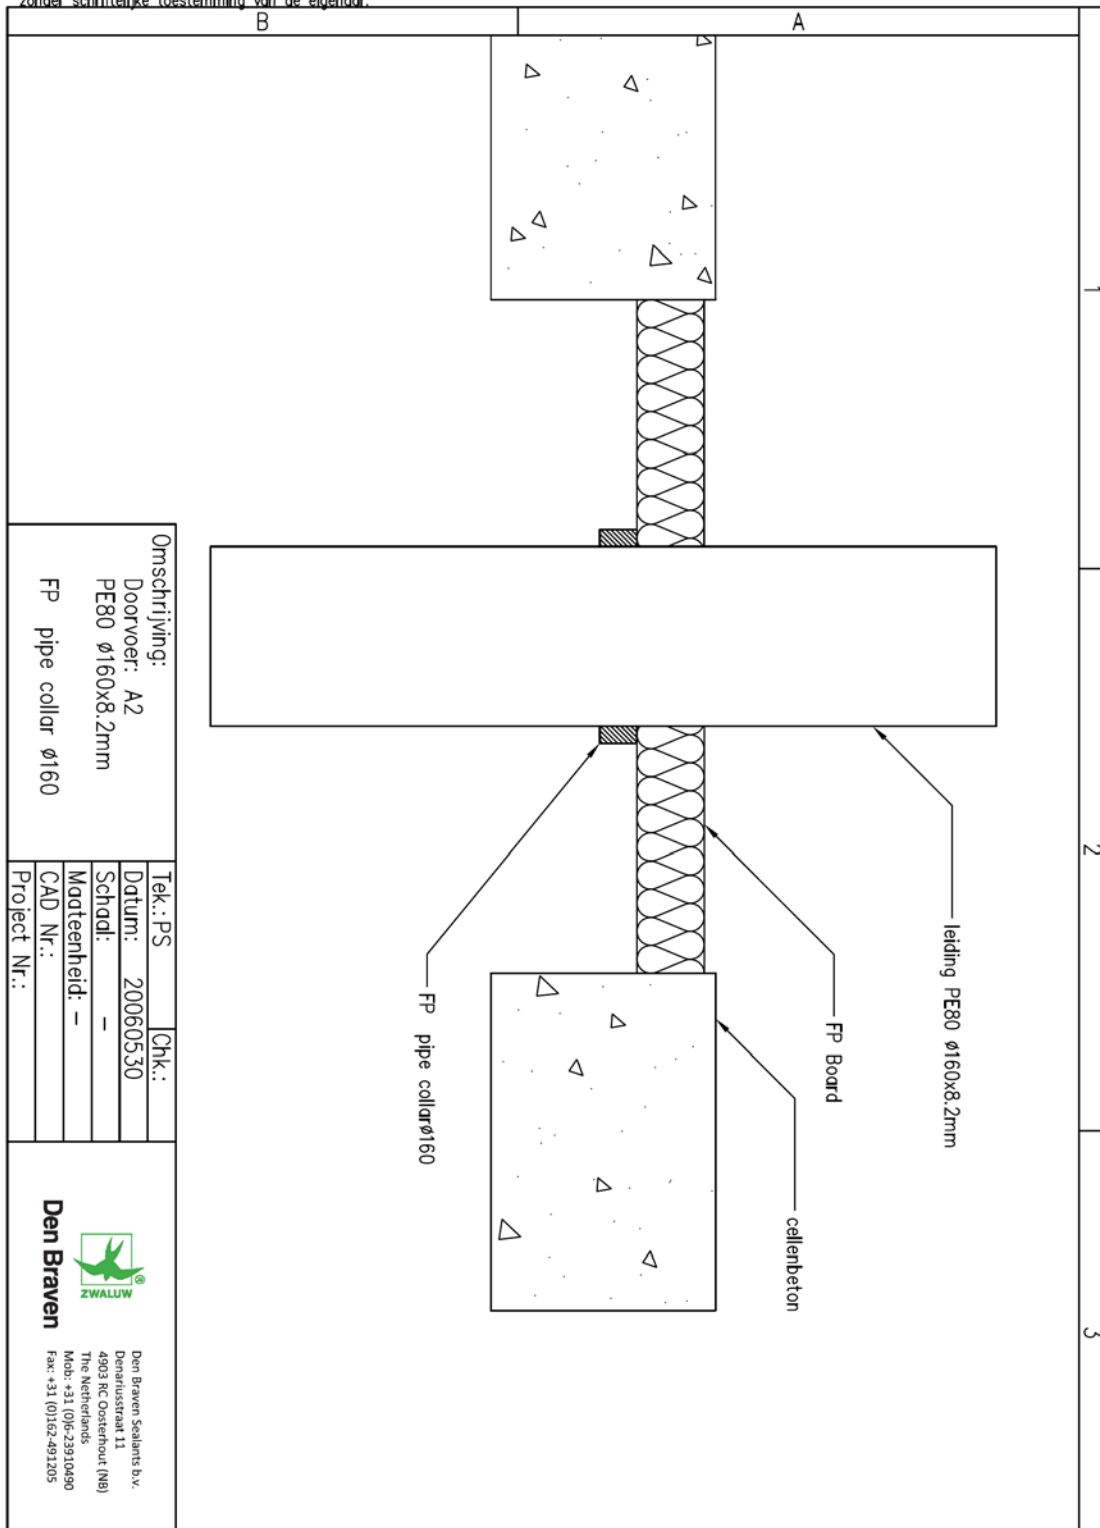 zonder schriftelijke toestemming van de eigenaar.
B
A
1
2
3
leiding PE80 ø160x8.2mm
FP Board
cellenbeton
FP pipe collarø160
Omschrijving:
Doorvoer: A2
PE80 ø160x8.2mm
FP pipe collar ø160
Tek.: PS
Chk.:
Datum: 20060530
Schaal: -
Maateenheid: -
CAD Nr.:
Project Nr.:
ZWALUW®
Den Braven
Den Braven Sealants b.v.
Denariusstraat 11
4903 RC Oosterhout (NB)
The Netherlands
Mob: +31 (0)6-23910490
Fax: +31 (0)162-491205